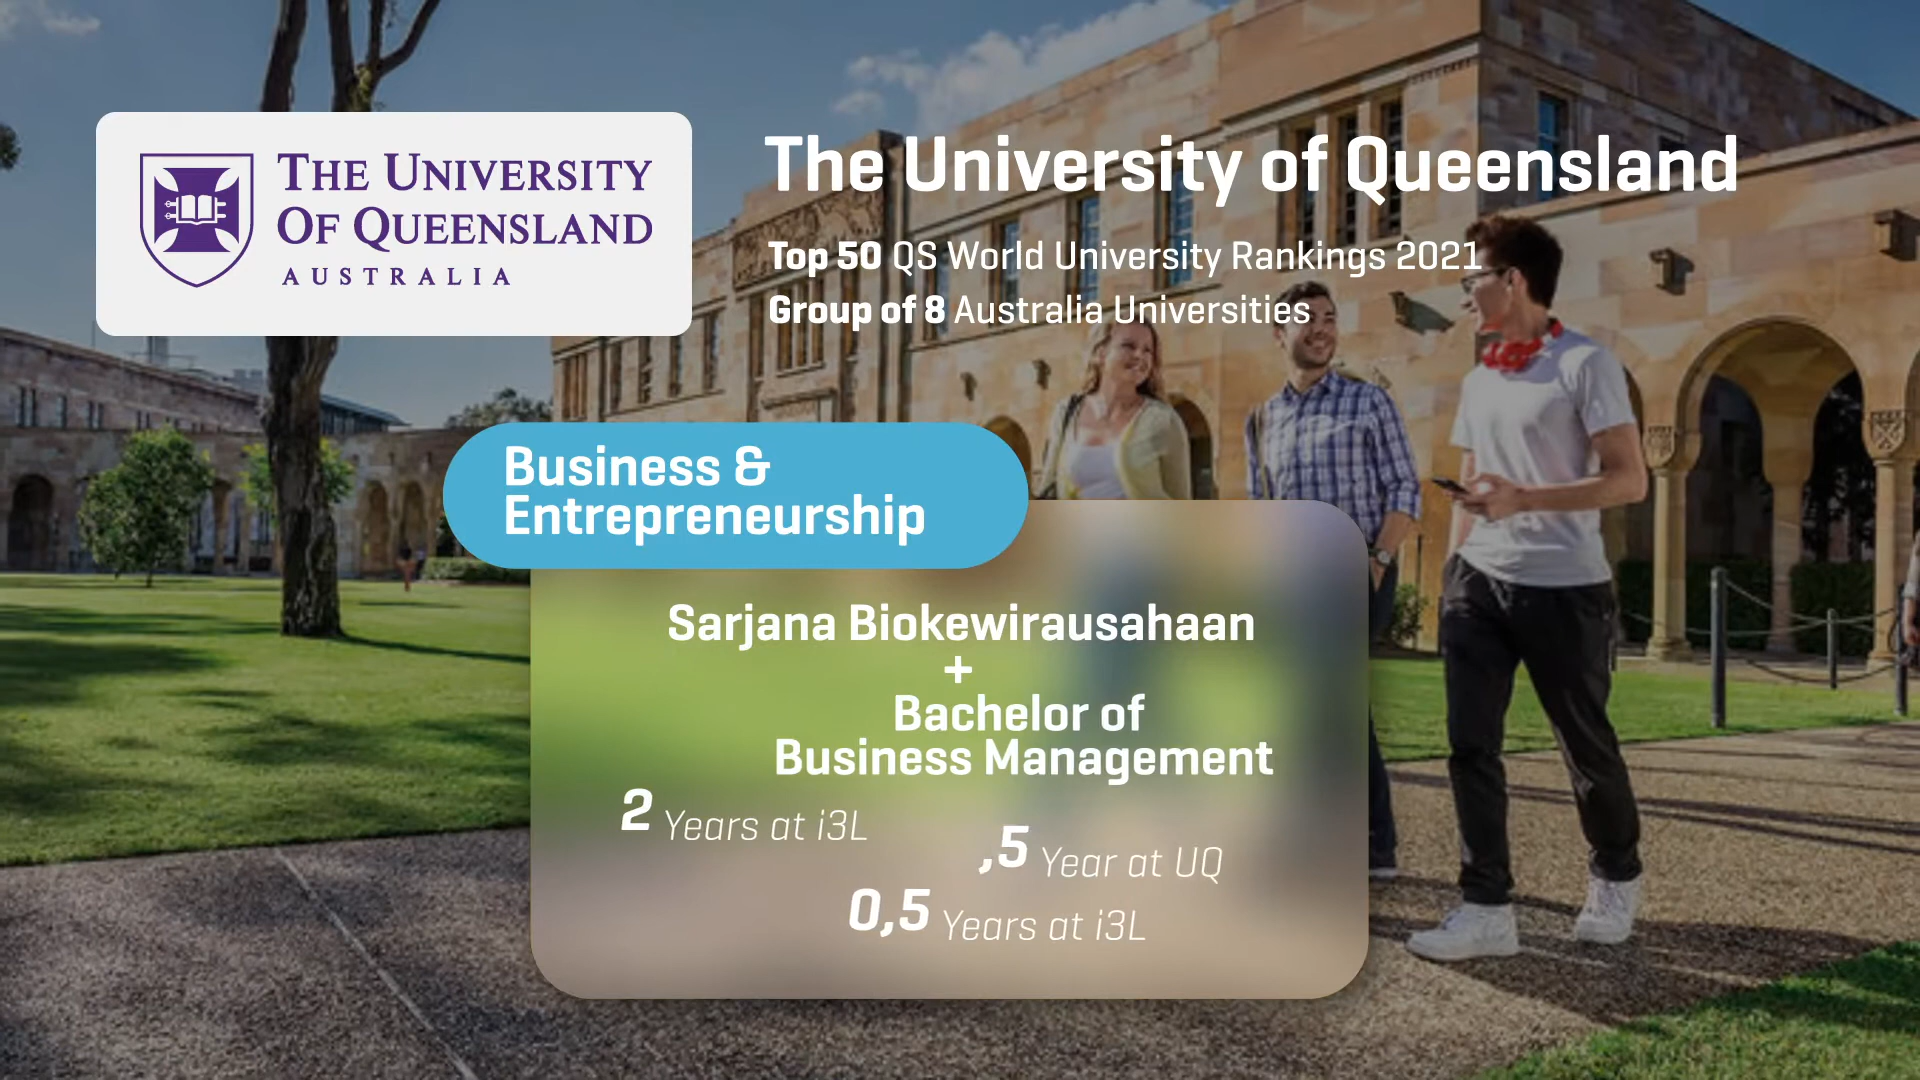 THE UNIVERSITY
OF QUEENSLAND
AUSTRALIA
The University of Queensland
Top 50 QS World University Rankings 2021
Group of 8 Australia Universities
Business &
Entrepreneurship
Sarjana Biokewirausahaan
+
Bachelor of
Business Management
2 Years at i3L
,5 Year at UQ
0,5 Years at i3L